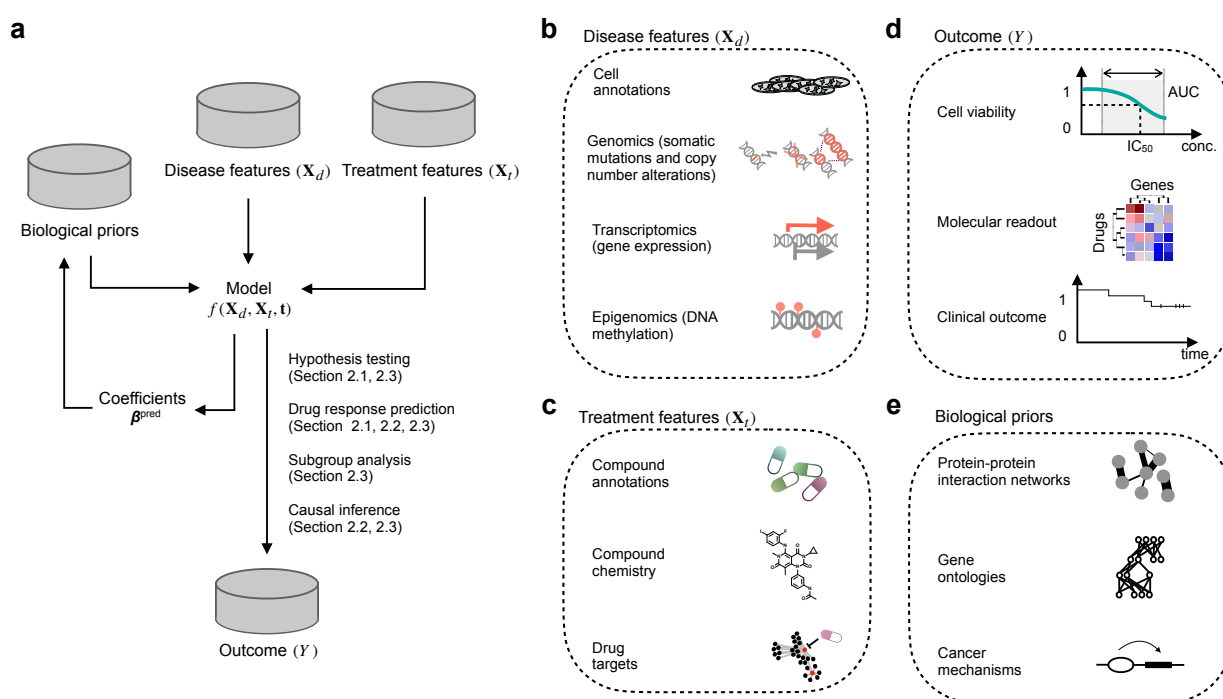 a
Disease features (X_d)
Treatment features (X_t)
Biological priors
Model
f(X_d, X_t, t)
Hypothesis testing
(Section 2.1, 2.3)
Drug response prediction
(Section  2.1, 2.2, 2.3)
Subgroup analysis
(Section 2.3)
Causal inference
(Section 2.2, 2.3)
Coefficients
β^pred
Outcome (Y)
b
Disease features (X_d)
Cell
annotations
Genomics (somatic
mutations and copy
number alterations)
Transcriptomics
(gene expression)
Epigenomics (DNA
methylation)
c
Treatment features (X_t)
Compound
annotations
Compound
chemistry
I
F
Drug
targets
d
Outcome (Y)
Cell viability
1
0
AUC
IC50
conc.
Molecular readout
Genes
Drugs
Clinical outcome
1
0
time
e
Biological priors
Protein-protein
interaction networks
Gene
ontologies
Cancer
mechanisms